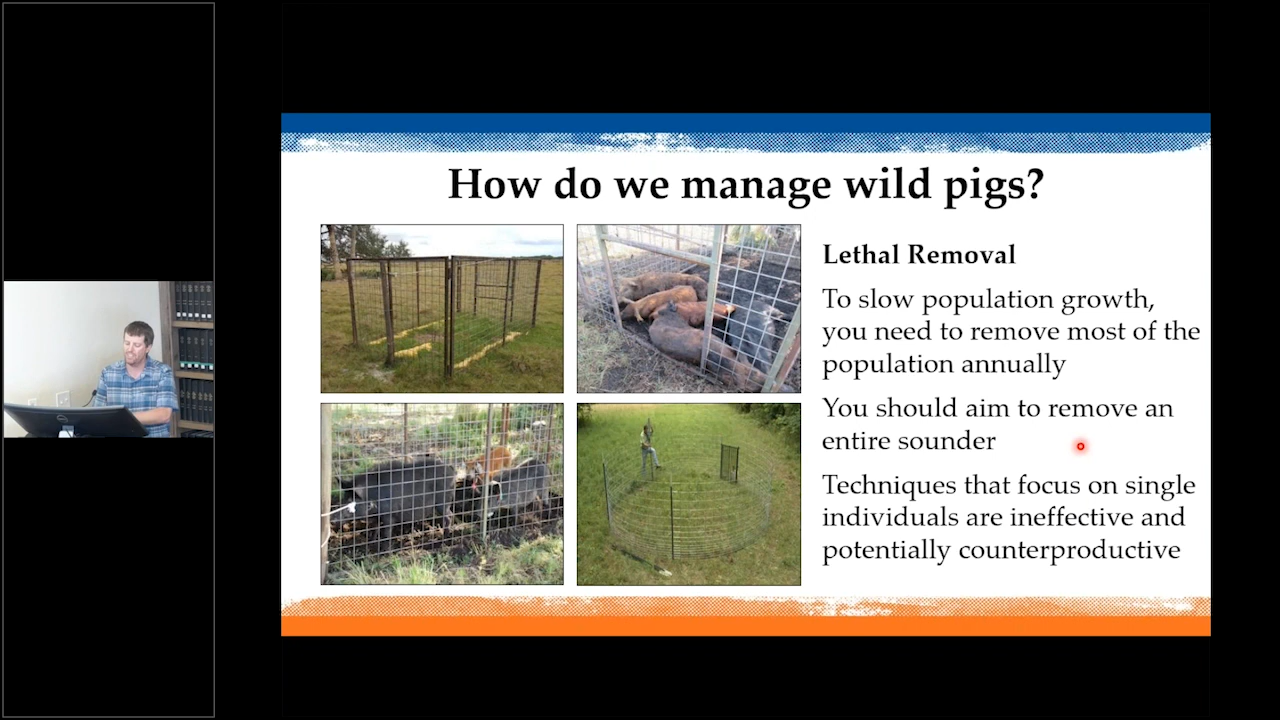 How do we manage wild pigs?
Lethal Removal
To slow population growth,
you need to remove most of the
population annually
You should aim to remove an
entire sounder
Techniques that focus on single
individuals are ineffective and
potentially counterproductive